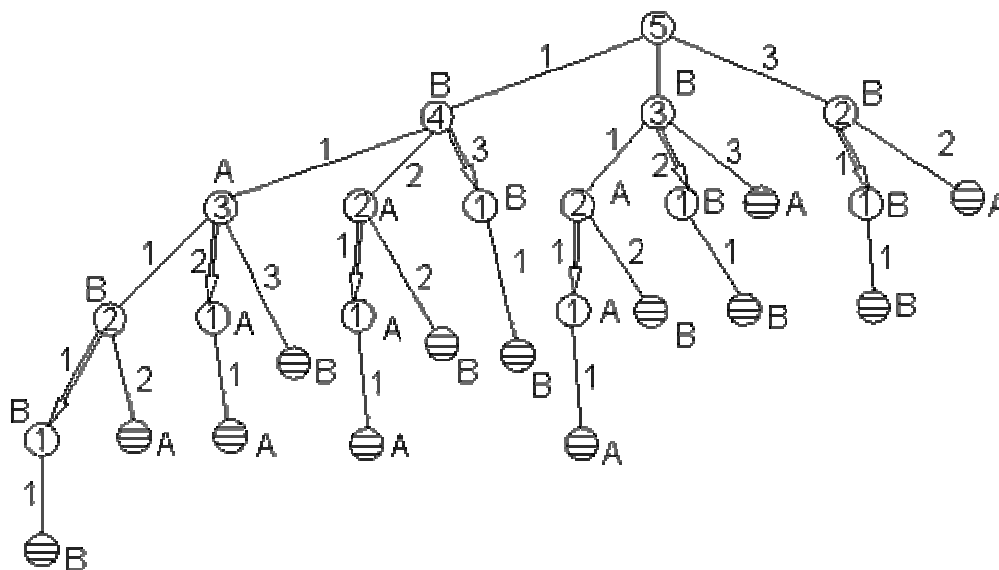 5
1 3
B B B
4 3 2
1 2 3 1 2 3 1 2
A A B A B A B A
3 2 1 2 1 1
1 2 3 1 2 1 1 2 1 1
B A B A B B A B B B
2 1 1 1
1 2 1 1 1
B A A A A
1
1
B